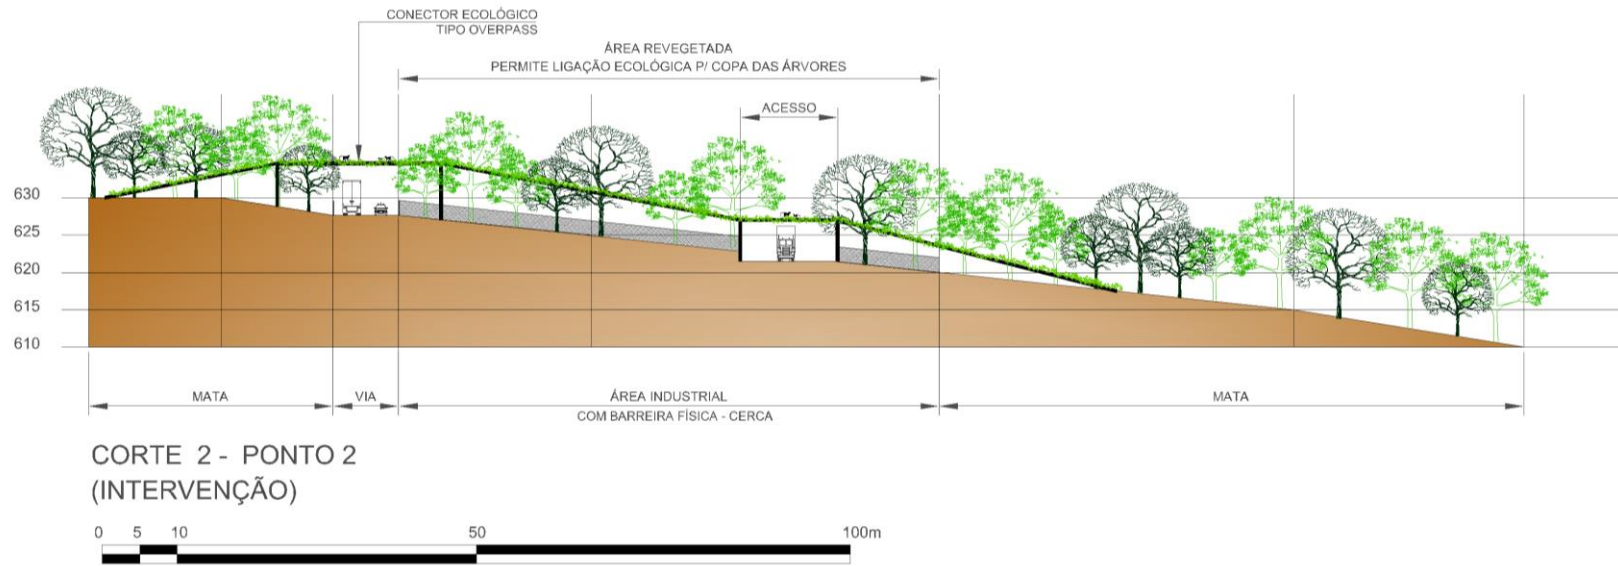 CONECTOR ECOLÓGICO
TIPO OVERPASS
ÁREA REVEGETADA
PERMITE LIGAÇÃO ECOLÓGICA P/ COPA DAS ÁRVORES
ACESSO
630
625
620
615
610
MATA
VIA
ÁREA INDUSTRIAL
COM BARREIRA FÍSICA - CERCA
MATA
CORTE 2 - PONTO 2
(INTERVENÇÃO)
0 5 10 50 100m